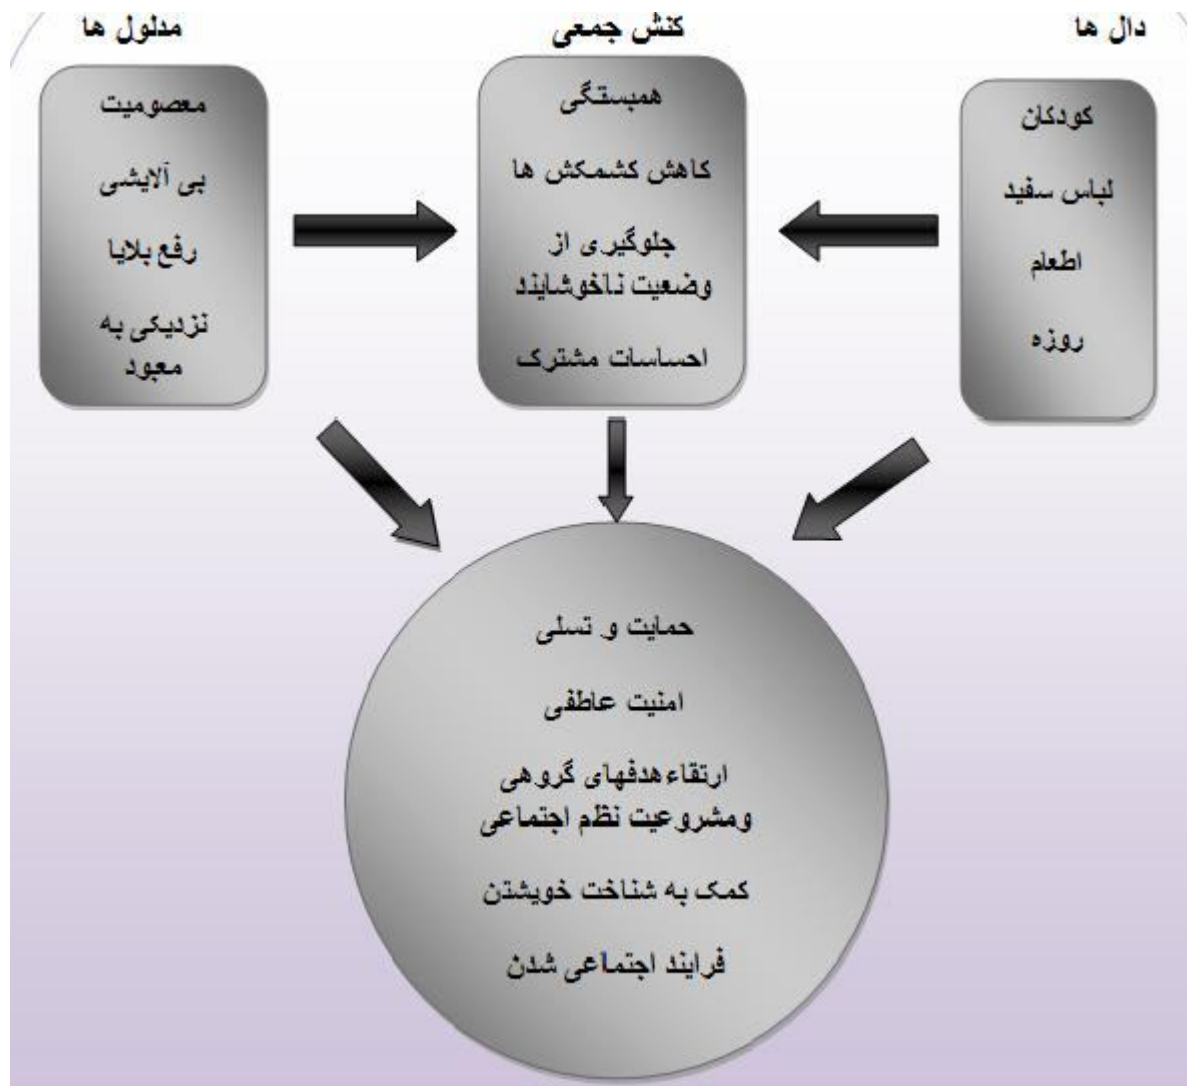 دال ها
کودکان
لباس سفید
اطعام
روزه
کنش جمعی
همبستگی
کاهش کشمکش ها
جلوگیری از
وضعیت ناخوشایند
احساسات مشترک
مدلول ها
معصومیت
بی آلایشی
رفع بلایا
نزدیکی به
معبود
حمایت و تسلی
امنیت عاطفی
ارتقاءهدفهای گروهی
ومشروعیت نظم اجتماعی
کمک به شناخت خویشتن
فرایند اجتماعی شدن